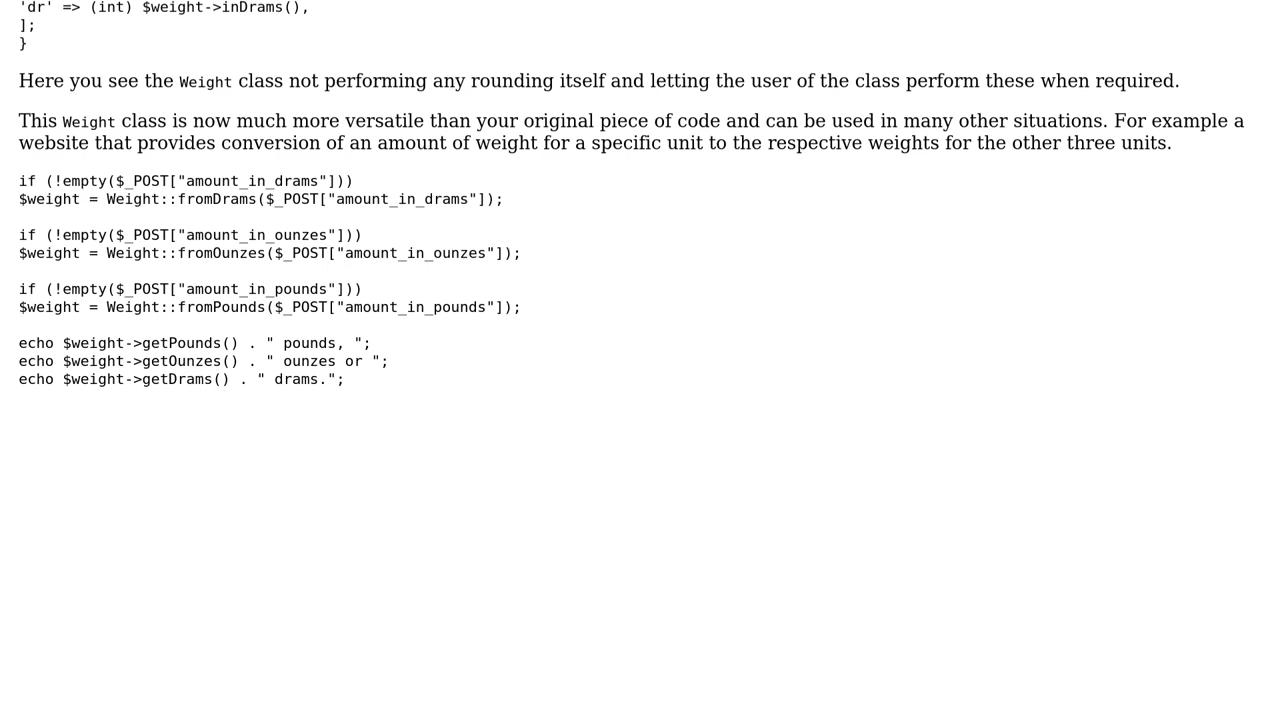 'dr' => (int) $weight->inDrams(),
];
}
Here you see the Weight class not performing any rounding itself and letting the user of the class perform these when required.
This Weight class is now much more versatile than your original piece of code and can be used in many other situations. For example a
website that provides conversion of an amount of weight for a specific unit to the respective weights for the other three units.
if (!empty($_POST["amount_in_drams"]))
$weight = Weight::fromDrams($_POST["amount_in_drams"]);
if (!empty($_POST["amount_in_ounzes"]))
$weight = Weight::fromOunzes($_POST["amount_in_ounzes"]);
if (!empty($_POST["amount_in_pounds"]))
$weight = Weight::fromPounds($_POST["amount_in_pounds"]);
echo $weight->getPounds() . " pounds, ";
echo $weight->getOunzes() . " ounzes or ";
echo $weight->getDrams() . " drams.";